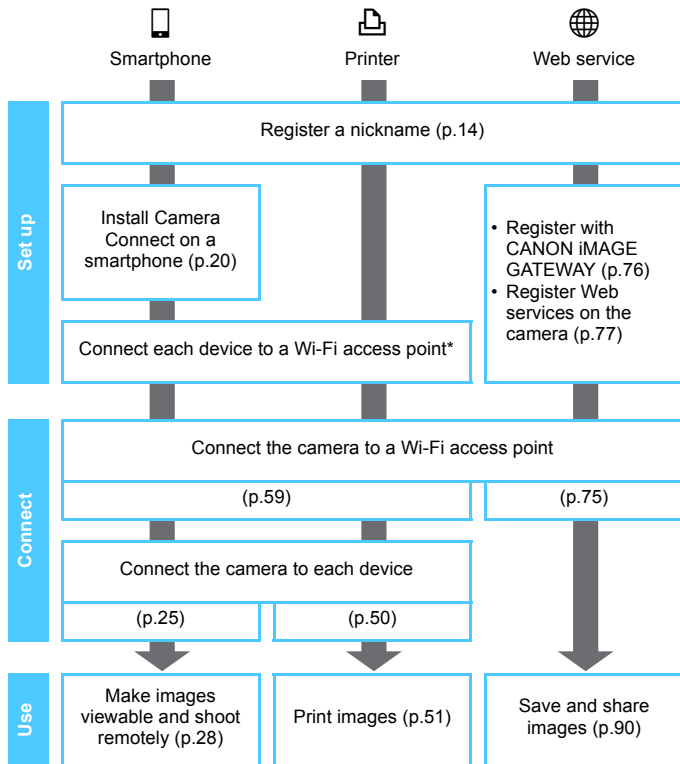 Smartphone
Printer
Web service
Set up
Register a nickname (p.14)
Install Camera
Connect on a
smartphone (p.20)
• Register with
CANON iMAGE
GATEWAY (p.76)
• Register Web
services on the
camera (p.77)
Connect each device to a Wi-Fi access point*
Connect
Connect the camera to a Wi-Fi access point
(p.59)
(p.75)
Connect the camera to each device
(p.25)
(p.50)
Use
Make images
viewable and shoot
remotely (p.28)
Print images (p.51)
Save and share
images (p.90)